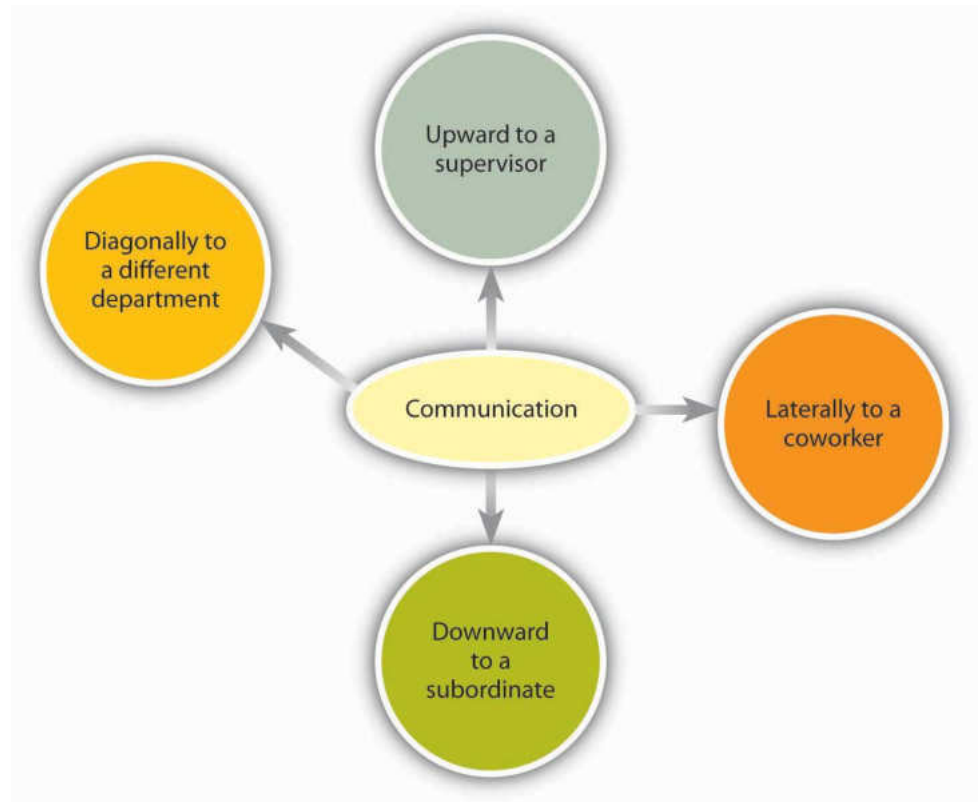 Upward to a
supervisor
Diagonally to
a different
department
Communication
Laterally to a
coworker
Downward
to a
subordinate